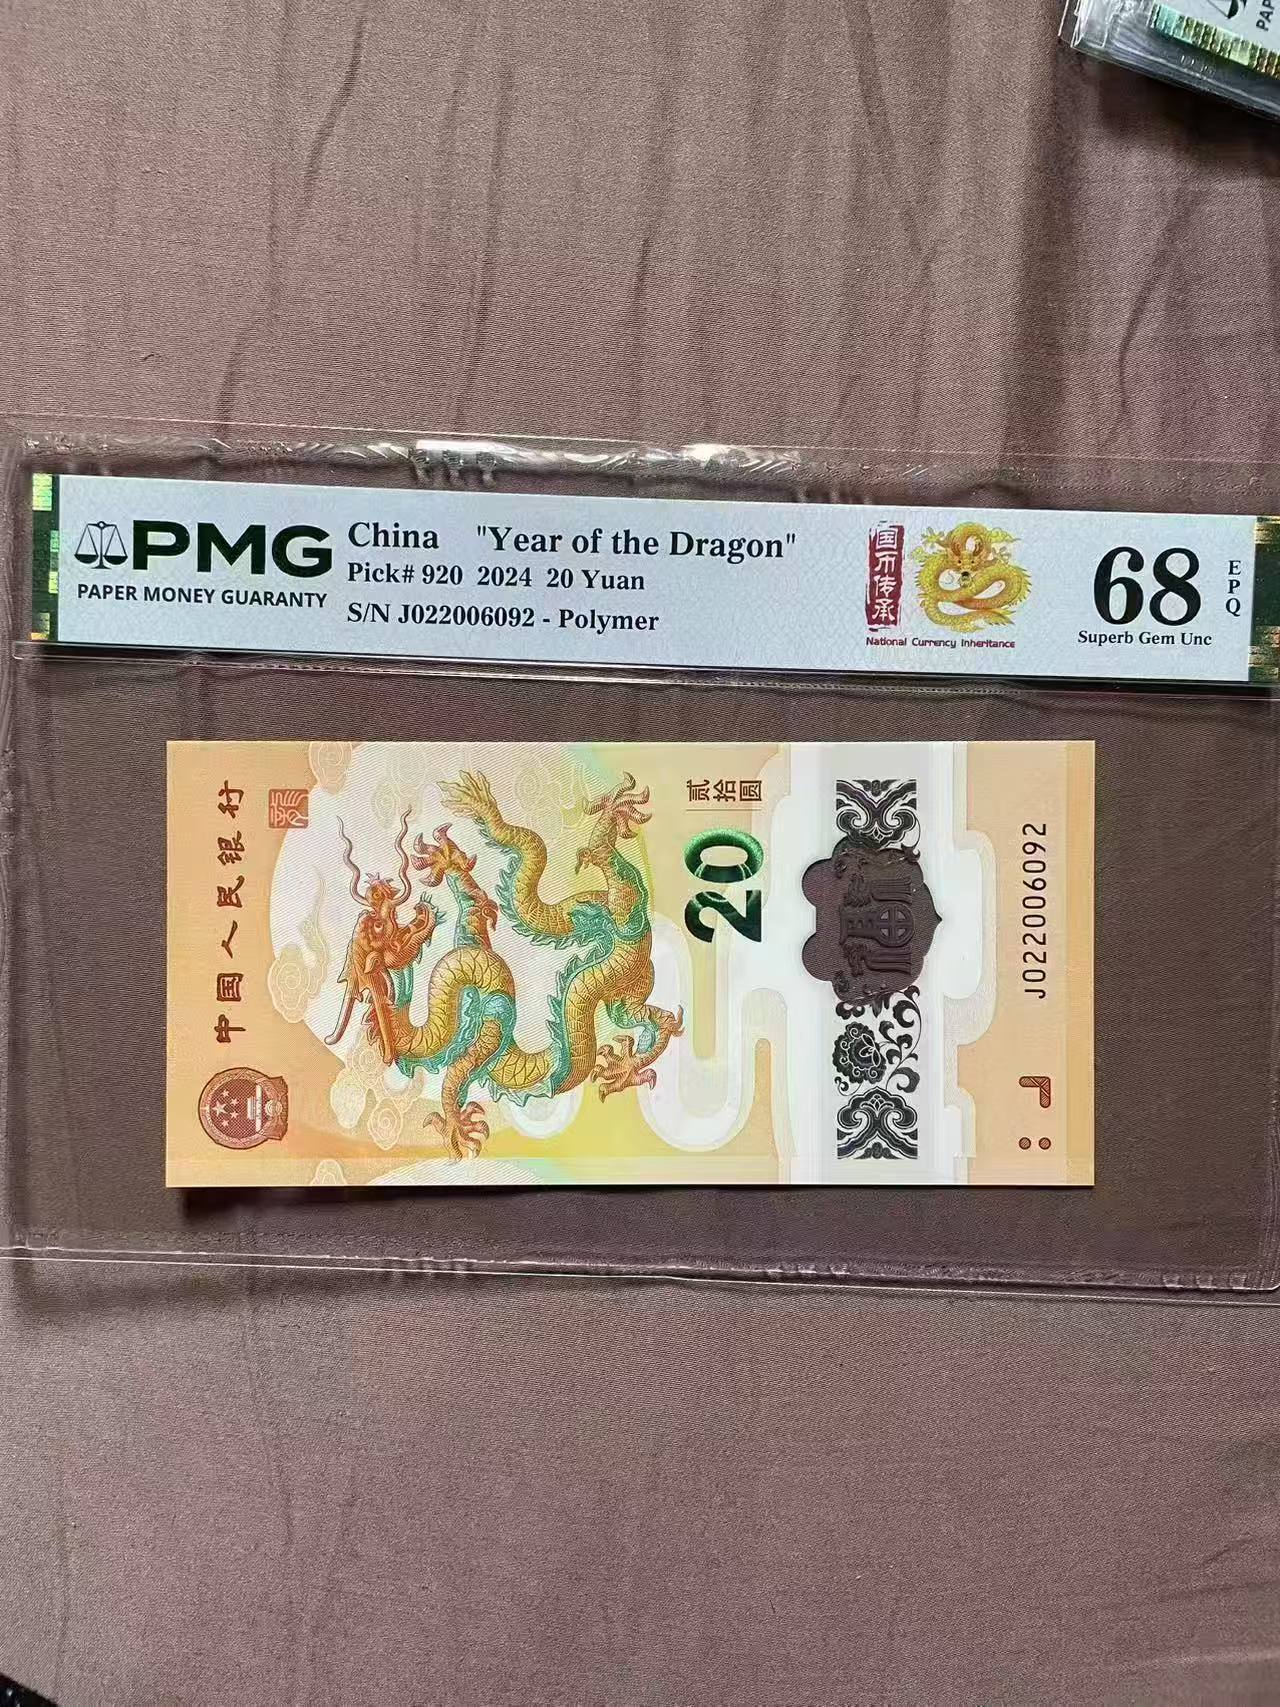 PAP
PMG
PAPER MONEY GUARANTY
China "Year of the Dragon"
Pick# 920 2024 20 Yuan
S/N J022006092 - Polymer
国币传承
National Currency Inheritance
68
EPQ
Superb Gem Unc
中国人民银行
贰拾圆
20
J022006092